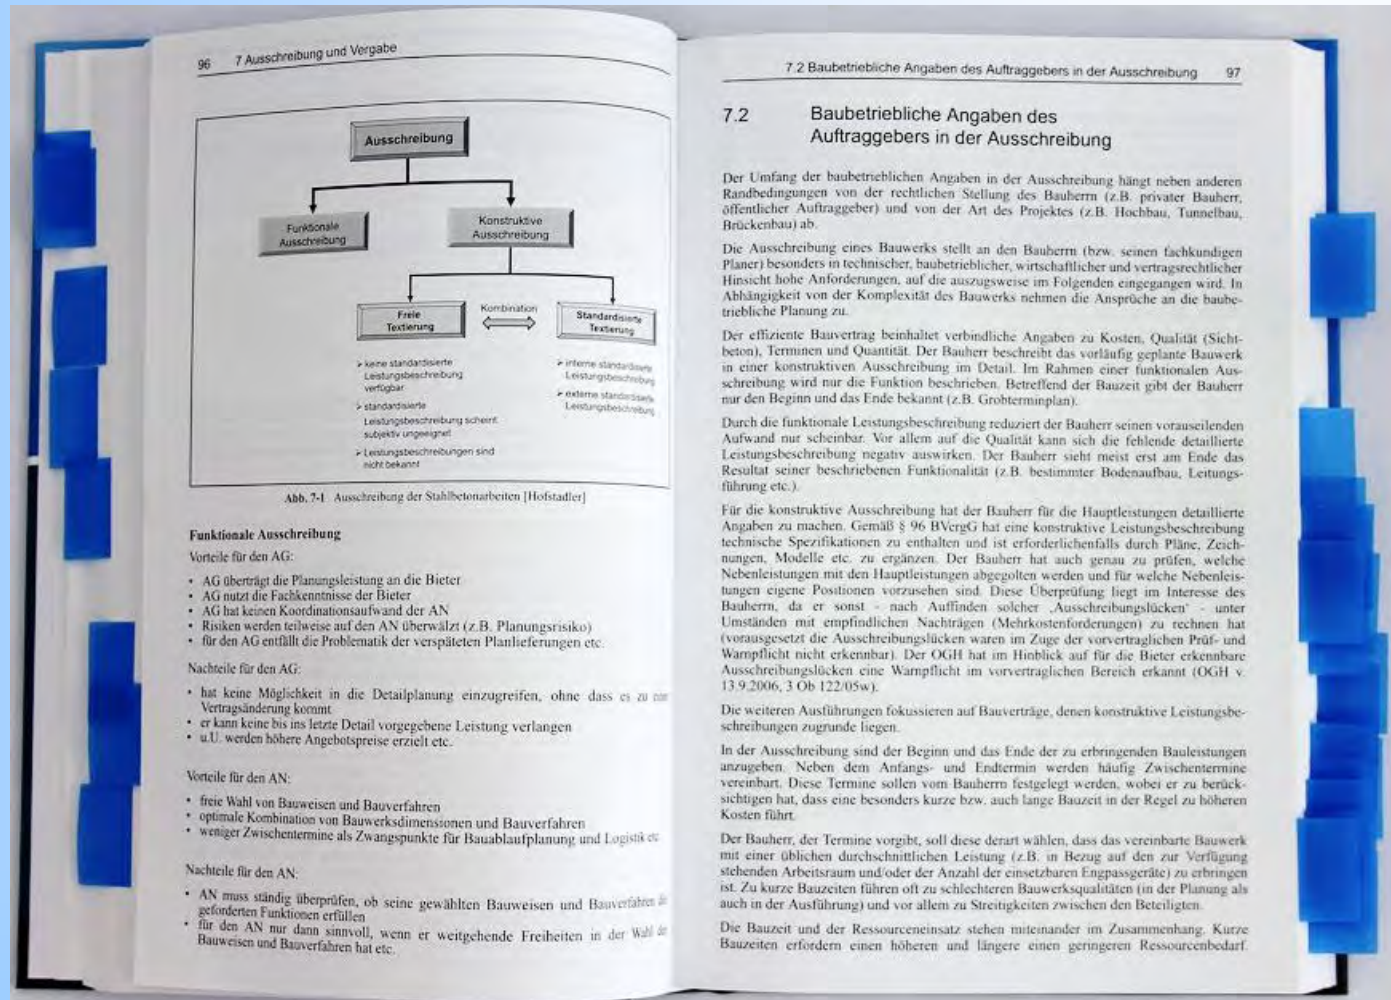 96 7 Ausschreibung und Vergabe
Ausschreibung
Funktionale
Ausschreibung
Konstruktive
Ausschreibung
Freie
Textierung
Kombination
Standardisierte
Textierung
➢ keine standardisierte
Leistungsbeschreibung
verfügbar
➢ standardisierte
Leistungsbeschreibung scheint
subjektiv ungeeignet
➢ Leistungsbeschreibungen sind
nicht bekannt
➢ interne standardisierte
Leistungsbeschreibung
➢ externe standardisierte
Leistungsbeschreibung
Abb. 7-1 Ausschreibung der Stahlbetonarbeiten [Hofstadler]
Funktionale Ausschreibung
Vorteile für den AG:
• AG überträgt die Planungsleistung an die Bieter
• AG nutzt die Fachkenntnisse der Bieter
• AG hat keinen Koordinationsaufwand der AN
• Risiken werden teilweise auf den AN überwälzt (z.B. Planungsrisiko)
• für den AG entfällt die Problematik der verspäteten Planlieferungen etc.
Nachteile für den AG:
• hat keine Möglichkeit in die Detailplanung einzugreifen, ohne dass es zu einer
Vertragsänderung kommt
• er kann keine bis ins letzte Detail vorgegebene Leistung verlangen
• u.U. werden höhere Angebotspreise erzielt etc.
Vorteile für den AN:
• freie Wahl von Bauweisen und Bauverfahren
• optimale Kombination von Bauwerksdimensionen und Bauverfahren
• weniger Zwischentermine als Zwangspunkte für Bauablaufplanung und Logistik etc.
Nachteile für den AN:
• AN muss ständig überprüfen, ob seine gewählten Bauweisen und Bauverfahren die
geforderten Funktionen erfüllen
• für den AN nur dann sinnvoll, wenn er weitgehende Freiheiten in der Wahl der
Bauweisen und Bauverfahren hat etc.
7.2 Baubetriebliche Angaben des Auftraggebers in der Ausschreibung 97
7.2 Baubetriebliche Angaben des
Auftraggebers in der Ausschreibung
Der Umfang der baubetrieblichen Angaben in der Ausschreibung hängt neben anderen
Randbedingungen von der rechtlichen Stellung des Bauherrn (z.B. privater Bauherr,
öffentlicher Auftraggeber) und von der Art des Projektes (z.B. Hochbau, Tunnelbau,
Brückenbau) ab.
Die Ausschreibung eines Bauwerks stellt an den Bauherrn (bzw. seinen fachkundigen
Planer) besonders in technischer, baubetrieblicher, wirtschaftlicher und vertragsrechtlicher
Hinsicht hohe Anforderungen, auf die auszugsweise im Folgenden eingegangen wird. In
Abhängigkeit von der Komplexität des Bauwerks nehmen die Ansprüche an die baube-
triebliche Planung zu.
Der effiziente Bauvertrag beinhaltet verbindliche Angaben zu Kosten, Qualität (Sicht-
beton), Terminen und Quantität. Der Bauherr beschreibt das vorläufig geplante Bauwerk
in einer konstruktiven Ausschreibung im Detail. Im Rahmen einer funktionalen Aus-
schreibung wird nur die Funktion beschrieben. Betreffend der Bauzeit gibt der Bauherr
nur den Beginn und das Ende bekannt (z.B. Grobterminplan).
Durch die funktionale Leistungsbeschreibung reduziert der Bauherr seinen vorauseilenden
Aufwand nur scheinbar. Vor allem auf die Qualität kann sich die fehlende detaillierte
Leistungsbeschreibung negativ auswirken. Der Bauherr sieht meist erst am Ende das
Resultat seiner beschriebenen Funktionalität (z.B. bestimmter Bodenaufbau, Leitungs-
führung etc.).
Für die konstruktive Ausschreibung hat der Bauherr für die Hauptleistungen detaillierte
Angaben zu machen. Gemäß § 96 BVergG hat eine konstruktive Leistungsbeschreibung
technische Spezifikationen zu enthalten und ist erforderlichenfalls durch Pläne, Zeich-
nungen, Modelle etc. zu ergänzen. Der Bauherr hat auch genau zu prüfen, welche
Nebenleistungen mit den Hauptleistungen abgegolten werden und für welche Nebenleis-
tungen eigene Positionen vorzusehen sind. Diese Überprüfung liegt im Interesse des
Bauherrn, da er sonst - nach Auffinden solcher ‚Ausschreibungslücken‘ - unter
Umständen mit empfindlichen Nachträgen (Mehrkostenforderungen) zu rechnen hat
(vorausgesetzt die Ausschreibungslücken waren im Zuge der vorvertraglichen Prüf- und
Warnpflicht nicht erkennbar). Der OGH hat im Hinblick auf für die Bieter erkennbare
Ausschreibungslücken eine Warnpflicht im vorvertraglichen Bereich erkannt (OGH v.
13.9.2006, 3 Ob 122/05w).
Die weiteren Ausführungen fokussieren auf Bauverträge, denen konstruktive Leistungsbe-
schreibungen zugrunde liegen.
In der Ausschreibung sind der Beginn und das Ende der zu erbringenden Bauleistungen
anzugeben. Neben dem Anfangs- und Endtermin werden häufig Zwischentermine
vereinbart. Diese Termine sollen vom Bauherrn festgelegt werden, wobei er zu berück-
sichtigen hat, dass eine besonders kurze bzw. auch lange Bauzeit in der Regel zu höheren
Kosten führt.
Der Bauherr, der Termine vorgibt, soll diese derart wählen, dass das vereinbarte Bauwerk
mit einer üblichen durchschnittlichen Leistung (z.B. in Bezug auf den zur Verfügung
stehenden Arbeitsraum und/oder der Anzahl der einsetzbaren Engpassgeräte) zu erbringen
ist. Zu kurze Bauzeiten führen oft zu schlechteren Bauwerksqualitäten (in der Planung als
auch in der Ausführung) und vor allem zu Streitigkeiten zwischen den Beteiligten.
Die Bauzeit und der Ressourceneinsatz stehen miteinander im Zusammenhang. Kurze
Bauzeiten erfordern einen höheren und längere einen geringeren Ressourcenbedarf.